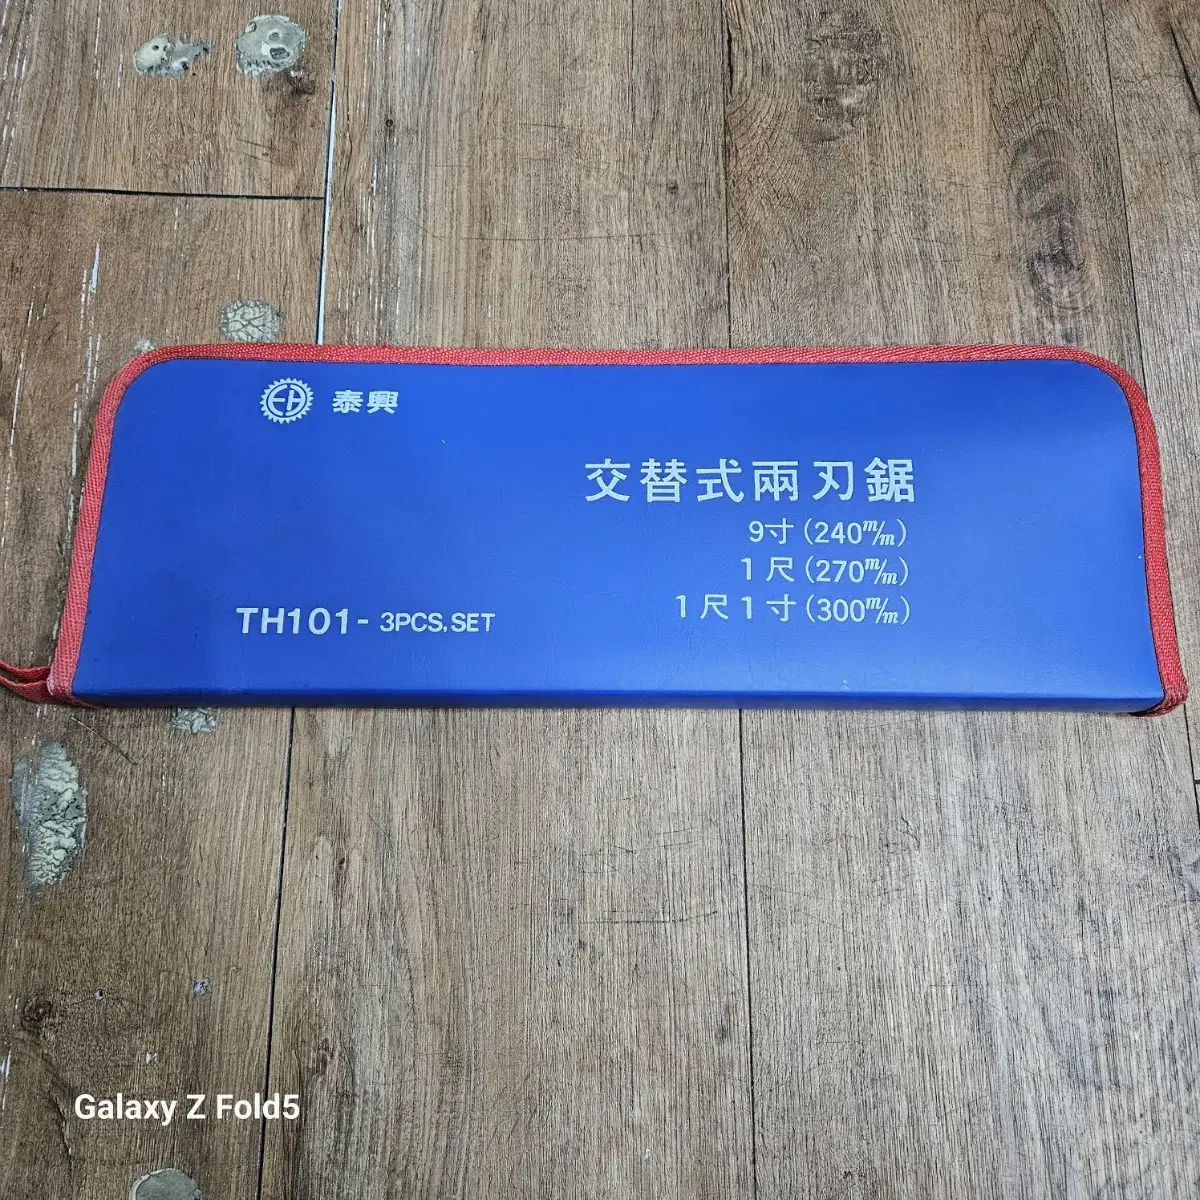 泰興
交替式兩刃鋸
9寸(240m/m)
1尺(270m/m)
1尺1寸(300m/m)
TH101-3PCS.SET
Galaxy Z Fold5